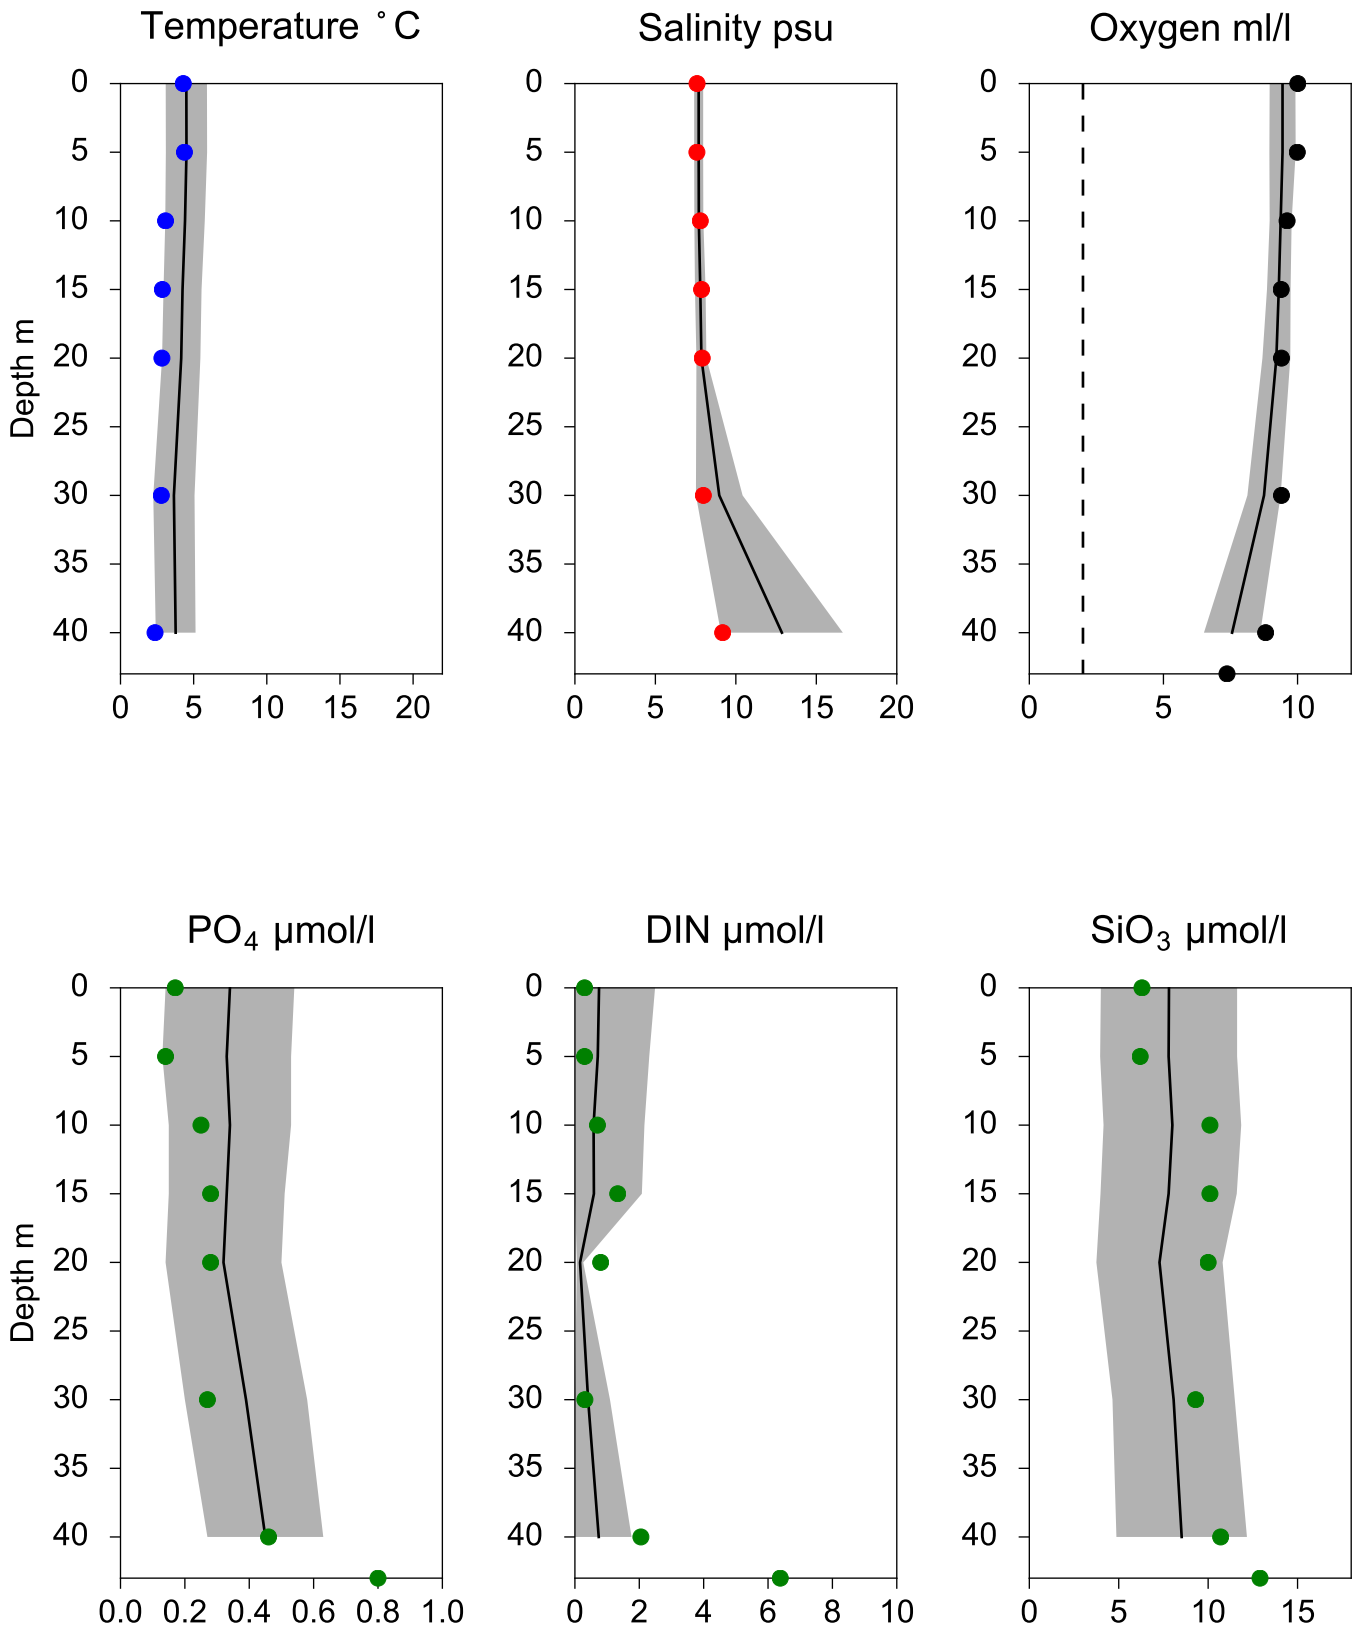 Temperature °C
Salinity psu
Oxygen ml/l
0 0 0
5 5 5
10 10 10
15 15 15
20 20 20
25 25 25
30 30 30
35 35 35
40 40 40
Depth m
0 5 10 15 20
0 5 10 15 20
0 5 10
PO4 µmol/l
DIN µmol/l
SiO3 µmol/l
0 0 0
5 5 5
10 10 10
15 15 15
20 20 20
25 25 25
30 30 30
35 35 35
40 40 40
Depth m
0.0 0.2 0.4 0.6 0.8 1.0
0 2 4 6 8 10
0 5 10 15